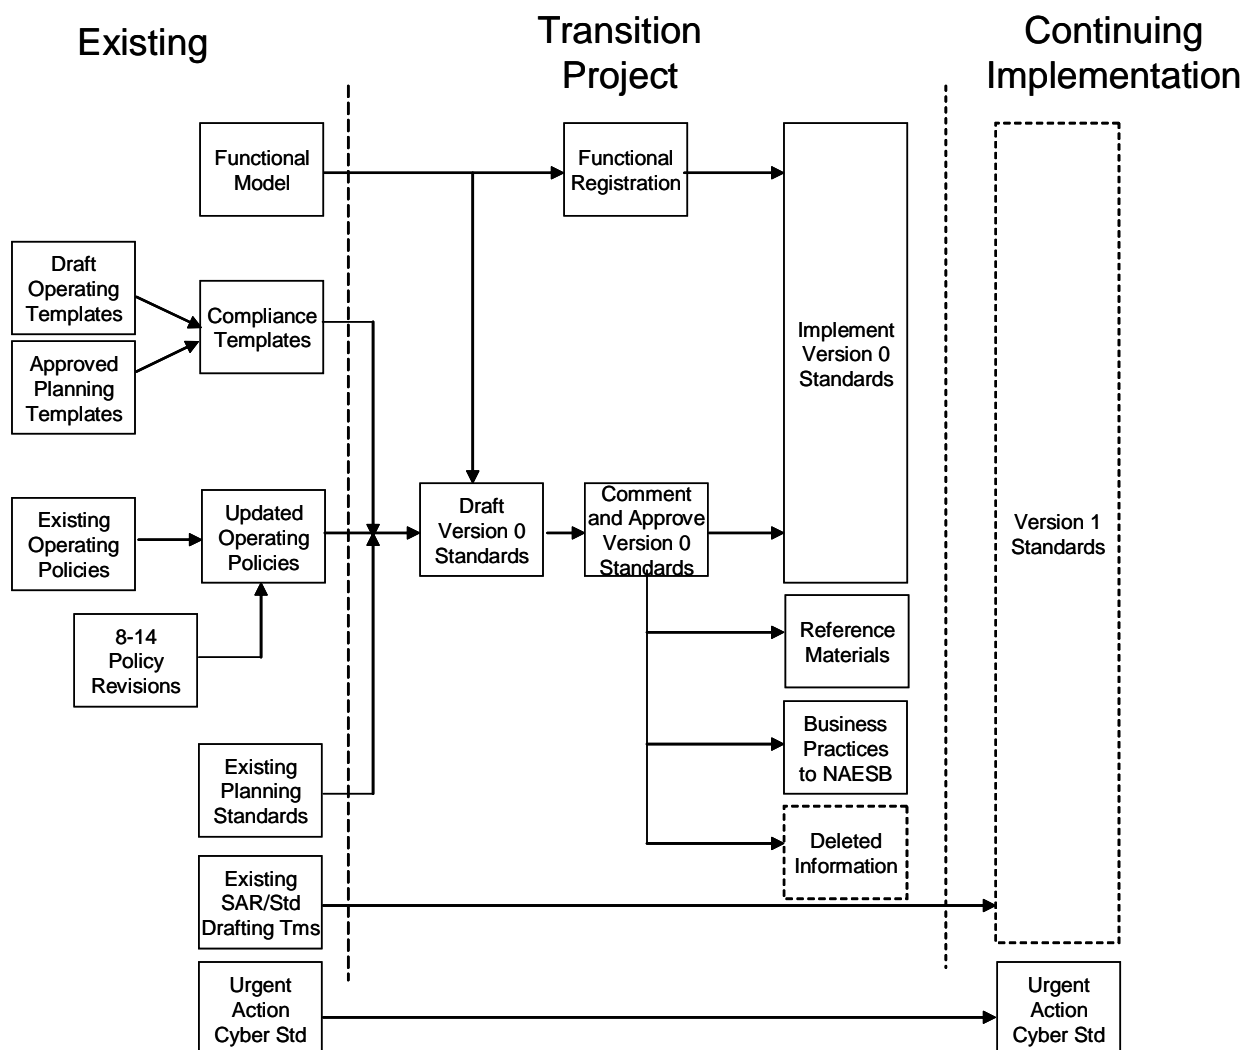 Existing
Transition
Project
Continuing
Implementation
Functional
Model
Functional
Registration
Draft
Operating
Templates
Compliance
Templates
Approved
Planning
Templates
Implement
Version 0
Standards
Existing
Operating
Policies
Updated
Operating
Policies
Draft
Version 0
Standards
Comment
and Approve
Version 0
Standards
Version 1
Standards
8-14
Policy
Revisions
Reference
Materials
Business
Practices
to NAESB
Existing
Planning
Standards
Deleted
Information
Existing
SAR/Std
Drafting Tms
Urgent
Action
Cyber Std
Urgent
Action
Cyber Std